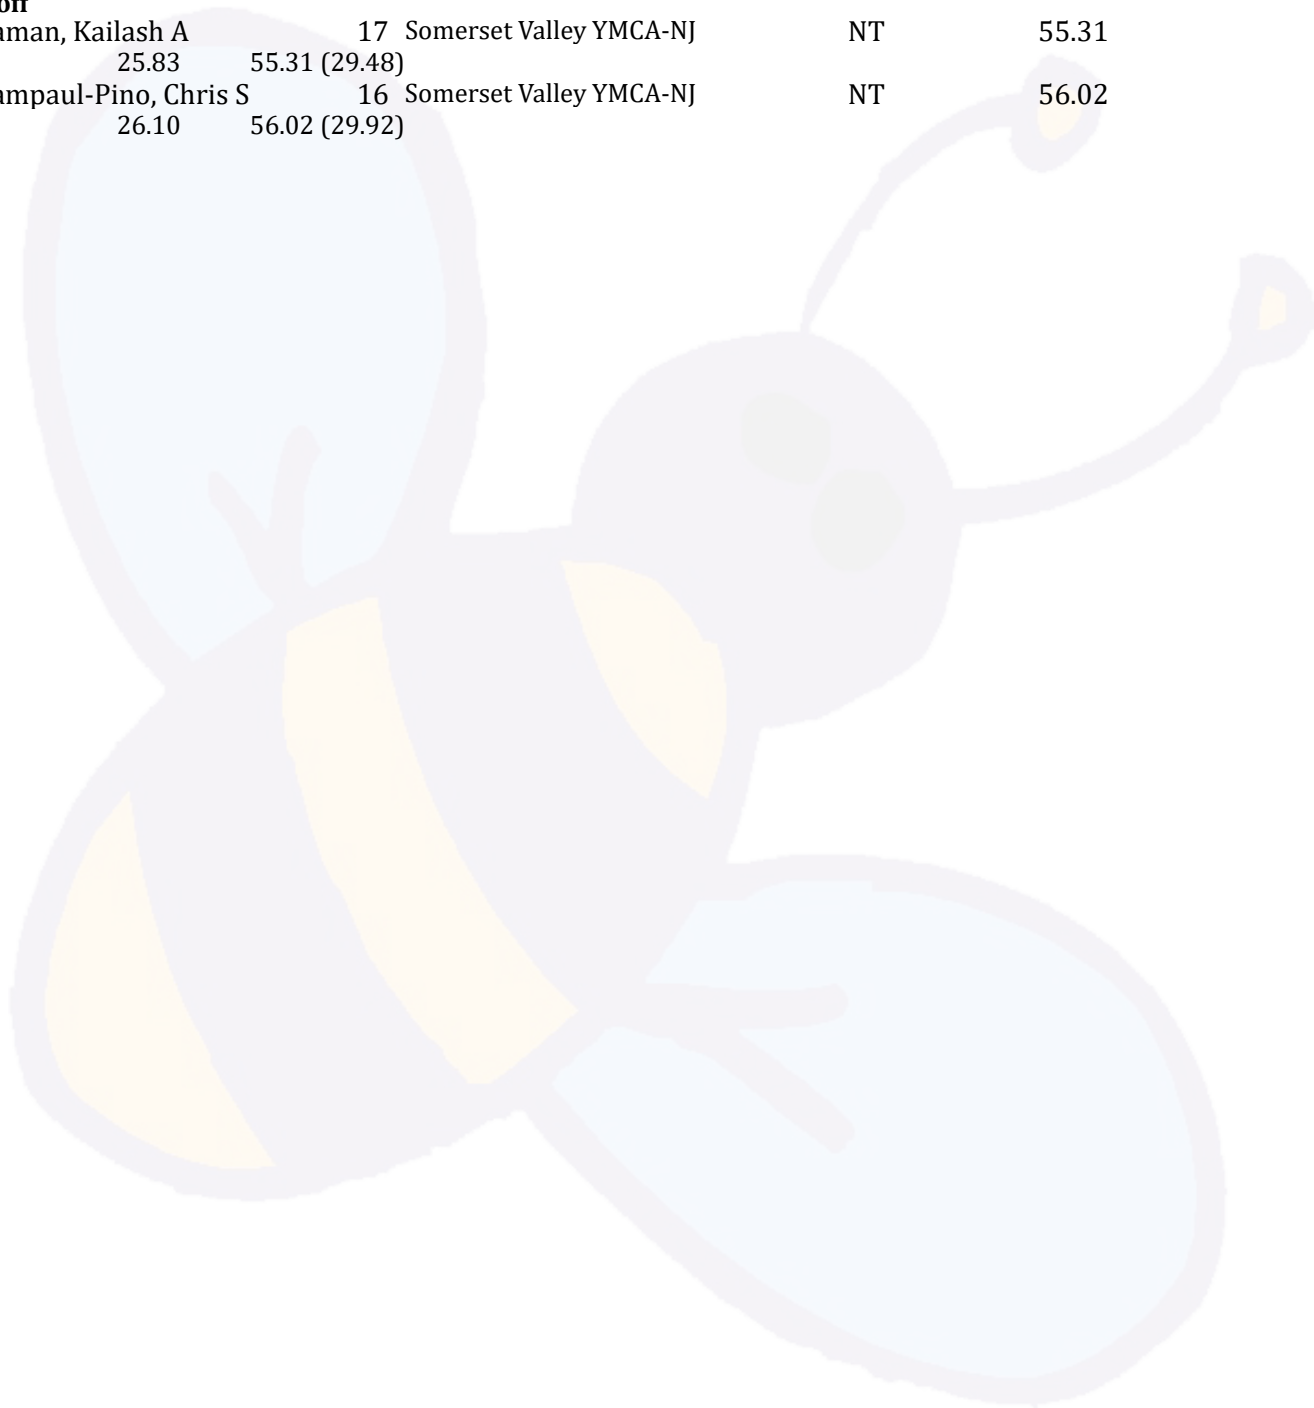 off
aman, Kailash A 17 Somerset Valley YMCA-NJ NT 55.31
25.83 55.31 (29.48)
ampaul-Pino, Chris S 16 Somerset Valley YMCA-NJ NT 56.02
26.10 56.02 (29.92)